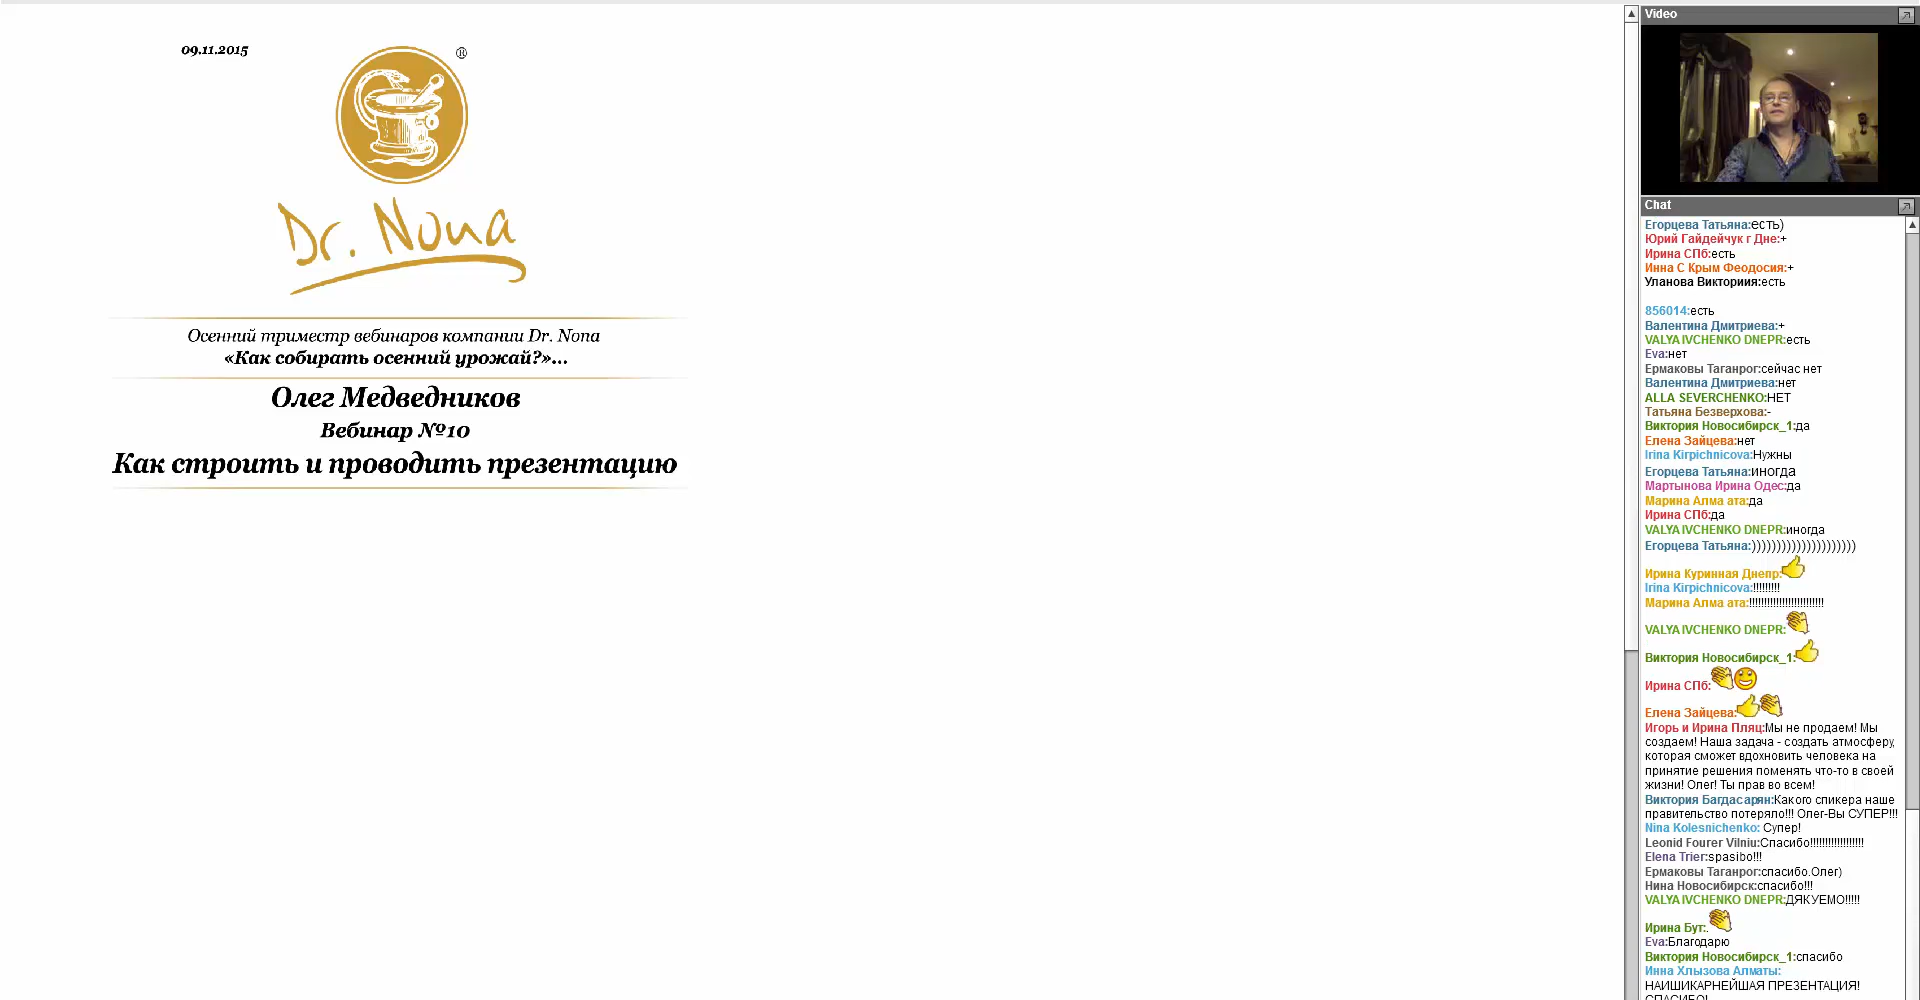 09.11.2015
®
Dr. Nona
Осенний триместр вебинаров компании Dr. Nona
«Как собирать осенний урожай?»...
Олег Медведников
Вебинар №10
Как строить и проводить презентацию
Video
Chat
Егорцева Татьяна:есть)
Юрий Гайдейчук г Дне:+
Ирина СПб:есть
Инна С Крым Феодосия:+
Уланова Викториия:есть
856014:есть
Валентина Дмитриева:+
VALYA IVCHENKO DNEPR:есть
Eva:нет
Ермаковы Таганрог:сейчас нет
Валентина Дмитриева:нет
ALLA SEVERCHENKO:НЕТ
Татьяна Безверхова:-
Виктория Новосибирск_1:да
Елена Зайцева:нет
Irina Kirpichnicova:Нужны
Егорцева Татьяна:иногда
Мартынова Ирина Одес:да
Марина Алма ата:да
Ирина СПб:да
VALYA IVCHENKO DNEPR:иногда
Егорцева Татьяна:)))))))))))))))))))))
Ирина Куринная Днепр:
Irina Kirpichnicova:!!!!!!!!!
Марина Алма ата:!!!!!!!!!!!!!!!!!!!!!!!!!
VALYA IVCHENKO DNEPR:
Виктория Новосибирск_1:
Ирина СПб:
Елена Зайцева:
Игорь и Ирина Пляц:Мы не продаем! Мы
создаем! Наша задача - создать атмосферу,
которая сможет вдохновить человека на
принятие решения поменять что-то в своей
жизни! Олег! Ты прав во всем!
Виктория Багдасарян:Какого спикера наше
правительство потеряло!!! Олег-Вы СУПЕР!!!
Nina Kolesnichenko: Супер!
Leonid Fourer Vilniu:Спасибо!!!!!!!!!!!!!!!!!!
Elena Trier:spasibo!!!
Ермаковы Таганрог:спасибо.Олег)
Нина Новосибирск:спасибо!!!
VALYA IVCHENKO DNEPR:ДЯКУЕМО!!!!!
Ирина Бут:.
Eva:Благодарю
Виктория Новосибирск_1:спасибо
Инна Хлызова Алматы:
НАИШИКАРНЕЙШАЯ ПРЕЗЕНТАЦИЯ!
СПАСИБО!